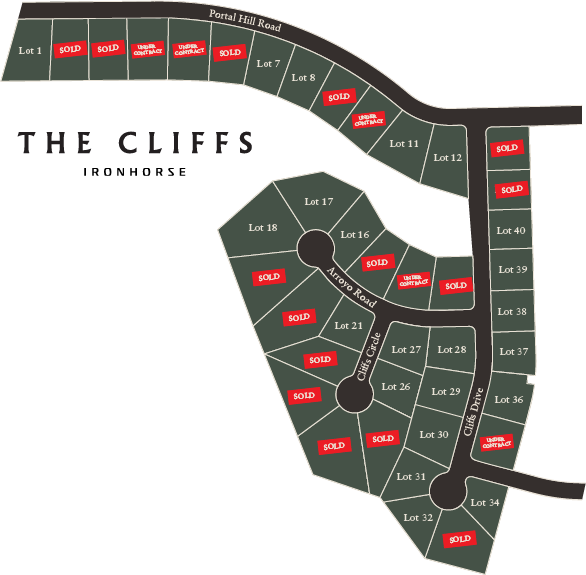 Portal Hill Road
Lot 1
SOLD
SOLD
UNDER
CONTRACT
UNDER
CONTRACT
SOLD
Lot 7
Lot 8
SOLD
UNDER
CONTRACT
Lot 11
Lot 12
THE CLIFFS
IRONHORSE
SOLD
SOLD
Lot 40
Lot 39
Lot 38
Lot 37
Lot 36
UNDER
CONTRACT
Lot 34
SOLD
Lot 32
Lot 31
Lot 30
Lot 29
Lot 28
Lot 27
Lot 26
Cliffs Drive
Cliffs Circle
Arroyo Road
Lot 18
Lot 17
Lot 16
SOLD
UNDER
CONTRACT
SOLD
SOLD
SOLD
Lot 21
SOLD
SOLD
SOLD
SOLD